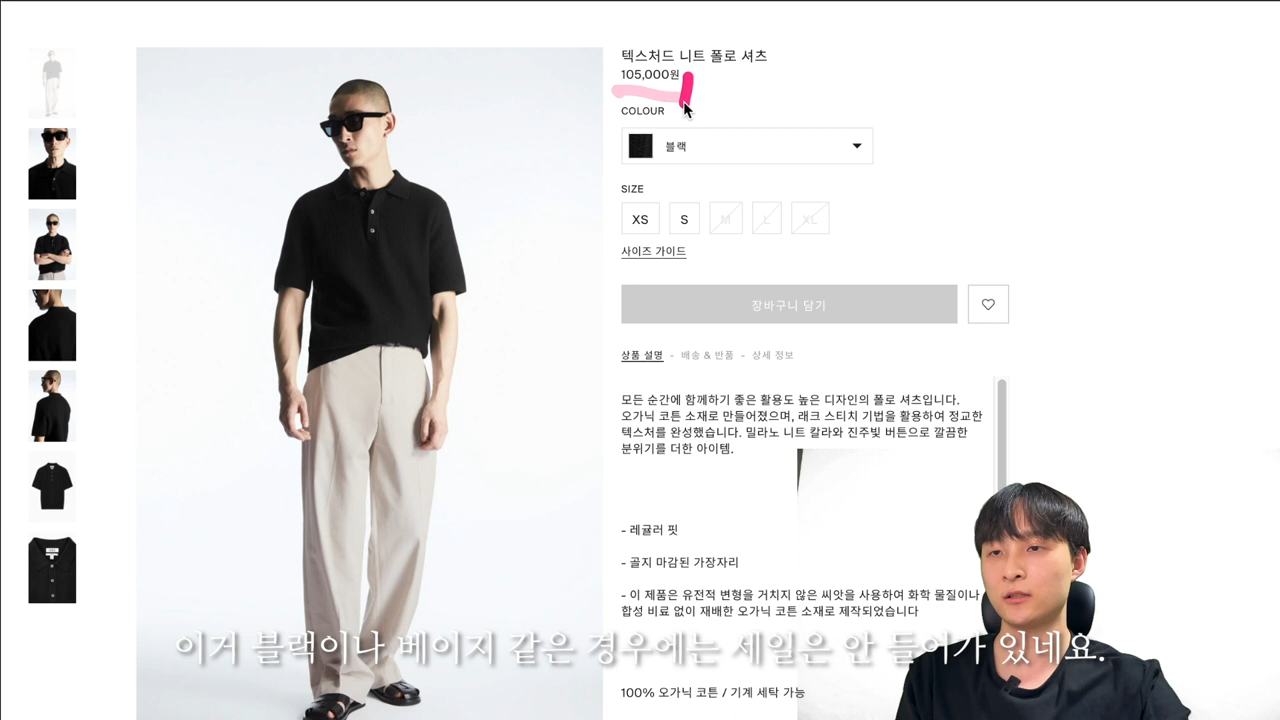 텍스처드 니트 폴로 셔츠
105,000원
COLOUR
블랙
SIZE
XS S M L XL
사이즈 가이드
장바구니 담기
상품 설명 - 배송 & 반품 - 상세 정보
모든 순간에 함께하기 좋은 활용도 높은 디자인의 폴로 셔츠입니다.
오가닉 코튼 소재로 만들어졌으며, 래크 스티치 기법을 활용하여 정교한
텍스처를 완성했습니다. 밀라노 니트 칼라와 진주빛 버튼으로 깔끔한
분위기를 더한 아이템.
- 레귤러 핏
- 골지 마감된 가장자리
- 이 제품은 유전적 변형을 거치지 않은 씨앗을 사용하여 화학 물질이나
합성 비료 없이 재배한 오가닉 코튼 소재로 제작되었습니다
이거 블랙이나 베이지 같은 경우에는 세일은 안 들어가 있네요.
100% 오가닉 코튼 / 기계 세탁 가능